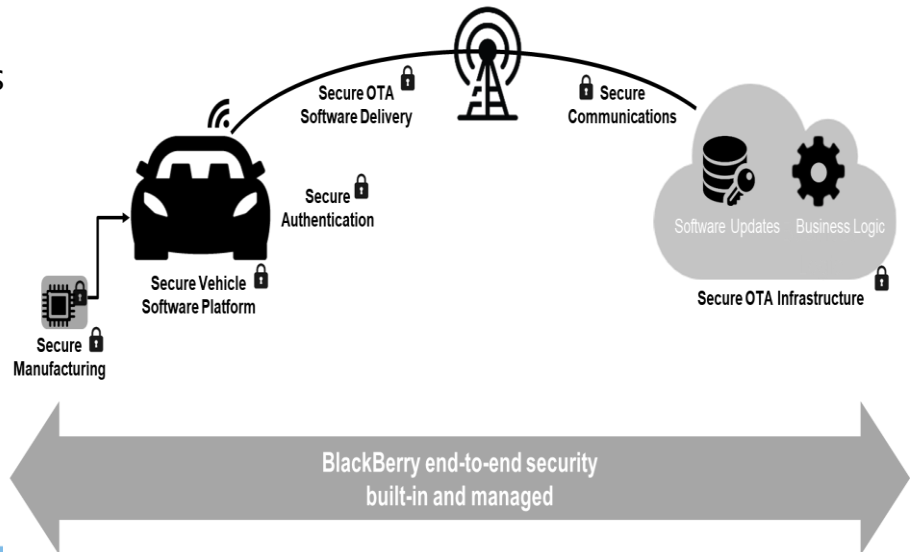 s
Secure OTA
Software Delivery
Secure
Communications
Secure
Authentication
Software Updates
Business Logic
Secure Vehicle
Software Platform
Secure OTA Infrastructure
Secure
Manufacturing
BlackBerry end-to-end security
built-in and managed